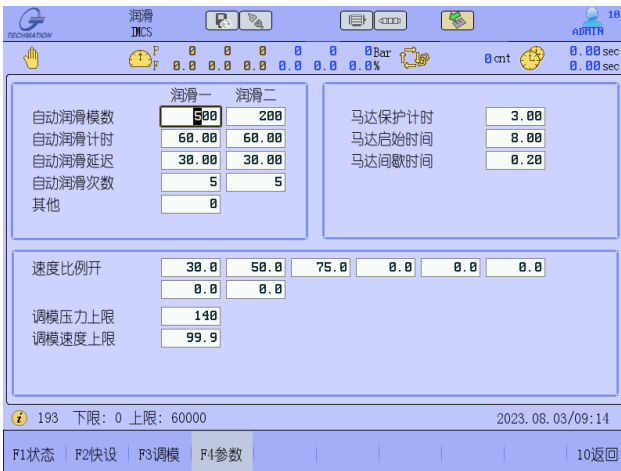 TECHMATION
润滑
IMCS
10
ADMIN
P 0 0 0 0 0 0Bar 0 cnt 0.00 sec
F 0.0 0.0 0.0 0.0 0.0 0.0% 0.00 sec
润滑一 润滑二
自动润滑模数 500 200
自动润滑计时 60.00 60.00
自动润滑延迟 30.00 30.00
自动润滑次数 5 5
其他 0
马达保护计时 3.00
马达启始时间 8.00
马达间歇时间 0.20
速度比例开 30.0 50.0 75.0 0.0 0.0 0.0
0.0 0.0
调模压力上限 140
调模速度上限 99.9
i 193 下限: 0 上限: 60000 2023.08.03/09:14
F1状态 F2快设 F3调模 F4参数 10返回